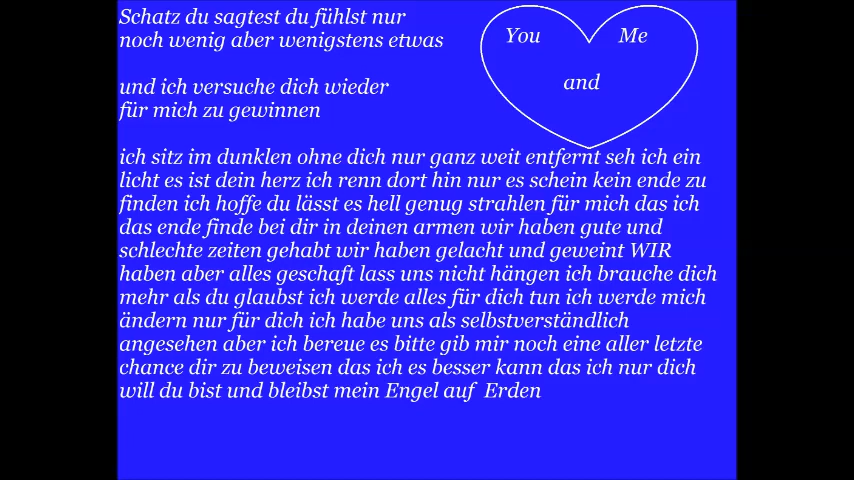 Schatz du sagtest du fühlst nur
noch wenig aber wenigstens etwas
You Me
and
und ich versuche dich wieder
für mich zu gewinnen
ich sitz im dunklen ohne dich nur ganz weit entfernt seh ich ein
licht es ist dein herz ich renn dort hin nur es schein kein ende zu
finden ich hoffe du lässt es hell genug strahlen für mich das ich
das ende finde bei dir in deinen armen wir haben gute und
schlechte zeiten gehabt wir haben gelacht und geweint WIR
haben aber alles geschaft lass uns nicht hängen ich brauche dich
mehr als du glaubst ich werde alles für dich tun ich werde mich
ändern nur für dich ich habe uns als selbstverständlich
angesehen aber ich bereue es bitte gib mir noch eine aller letzte
chance dir zu beweisen das ich es besser kann das ich nur dich
will du bist und bleibst mein Engel auf Erden